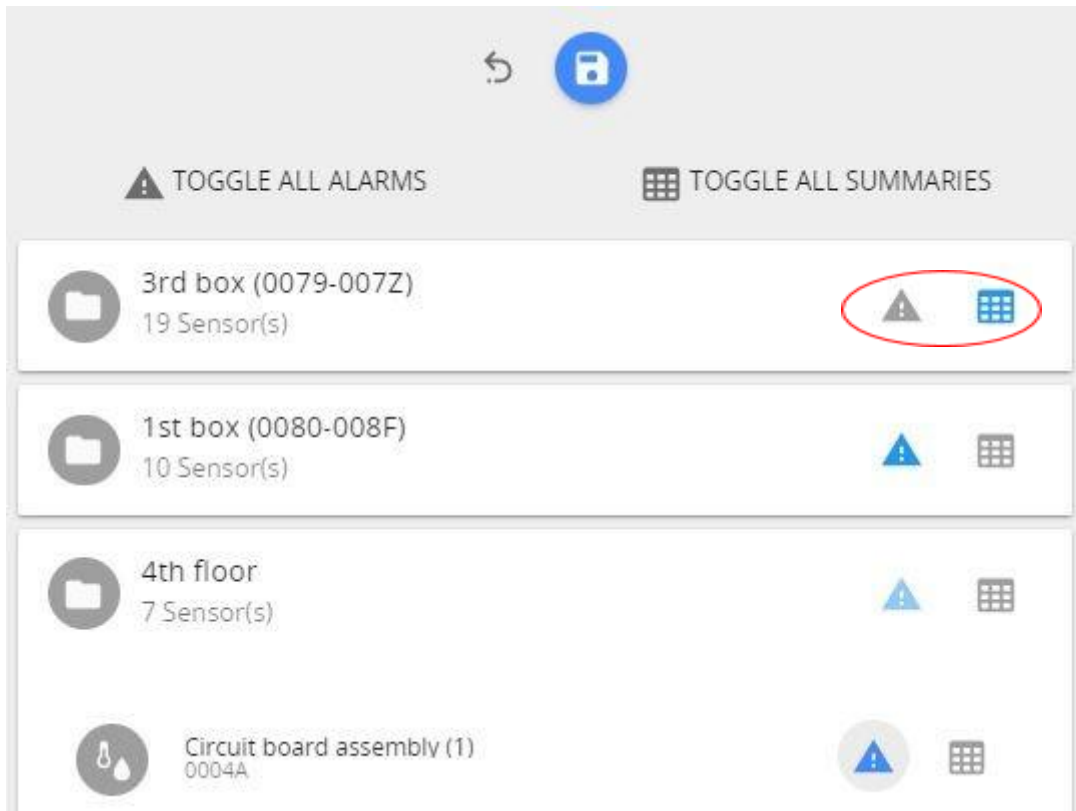 TOGGLE ALL ALARMS
TOGGLE ALL SUMMARIES
3rd box (0079-007Z)
19 Sensor(s)
1st box (0080-008F)
10 Sensor(s)
4th floor
7 Sensor(s)
Circuit board assembly (1)
0004A